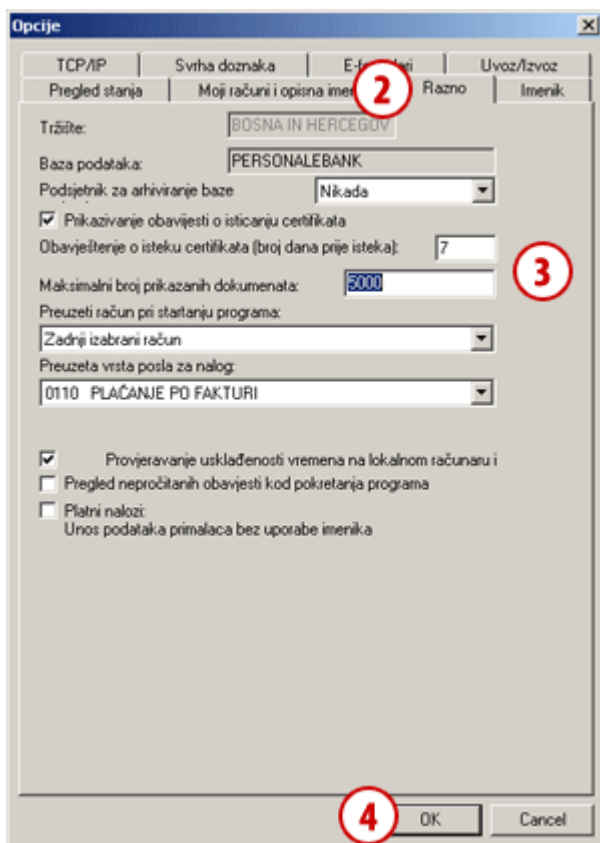 Opcije
TCP/IP Svrha doznaka Uvoz/Izvoz
Pregled stanja Moji računi i opisna 2 Razno Imenik
Tržište: BOSNA IN HERCEGOV
Baza podataka: PERSONALEBANK
Podsjetnik za arhiviranje baze Nikada
Prikazivanje obavijesti o isticanju certifikata
Obavještenje o isteku certifikata (broj dana prije isteka): 7
3
Maksimalni broj prikazanih dokumenata: 5000
Preuzeti račun pri startanju programa:
Zadnji izabrani račun
Preuzeta vrsta posla za nalog:
0110 PLAĆANJE PO FAKTURI
Provjeravanje usklađenosti vremena na lokalnom računaru i
Pregled nepročitanih obavjesti kod pokretanja programa
Platni nalozi:
Unos podataka primalaca bez uporabe imenika
4 OK Cancel